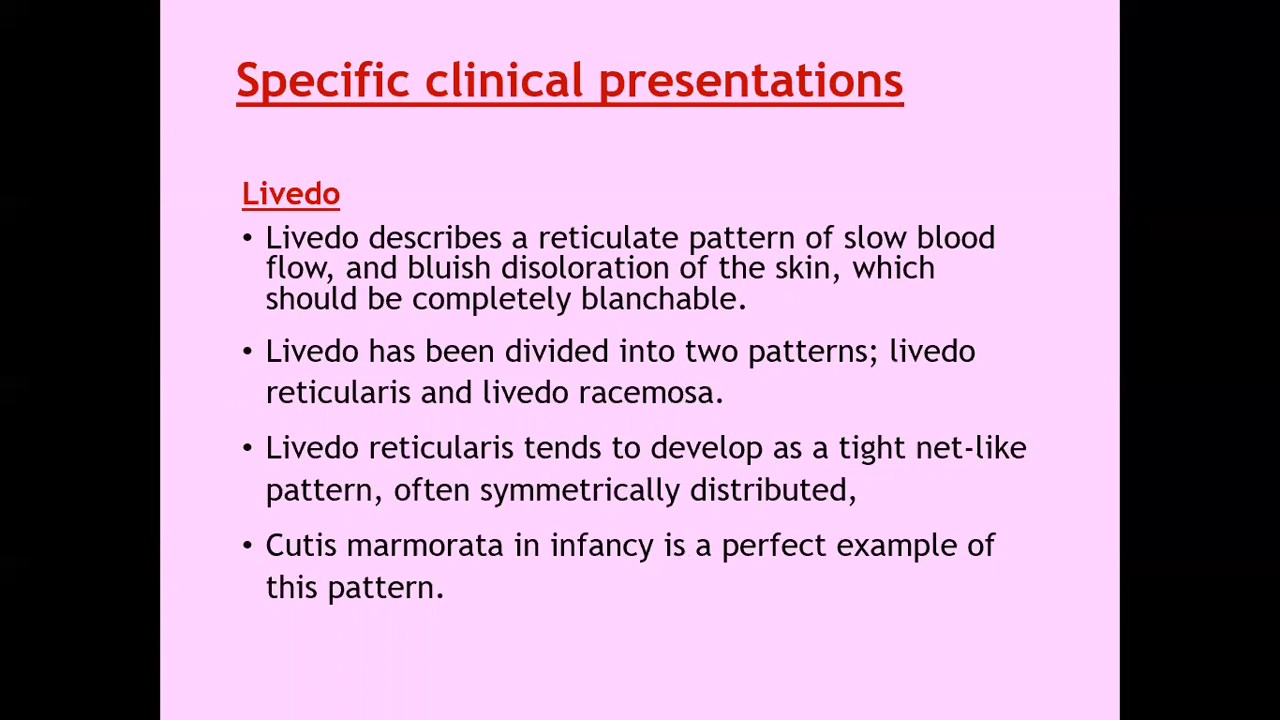 Specific clinical presentations
Livedo
• Livedo describes a reticulate pattern of slow blood
flow, and bluish disoloration of the skin, which
should be completely blanchable.
• Livedo has been divided into two patterns; livedo
reticularis and livedo racemosa.
• Livedo reticularis tends to develop as a tight net-like
pattern, often symmetrically distributed,
• Cutis marmorata in infancy is a perfect example of
this pattern.